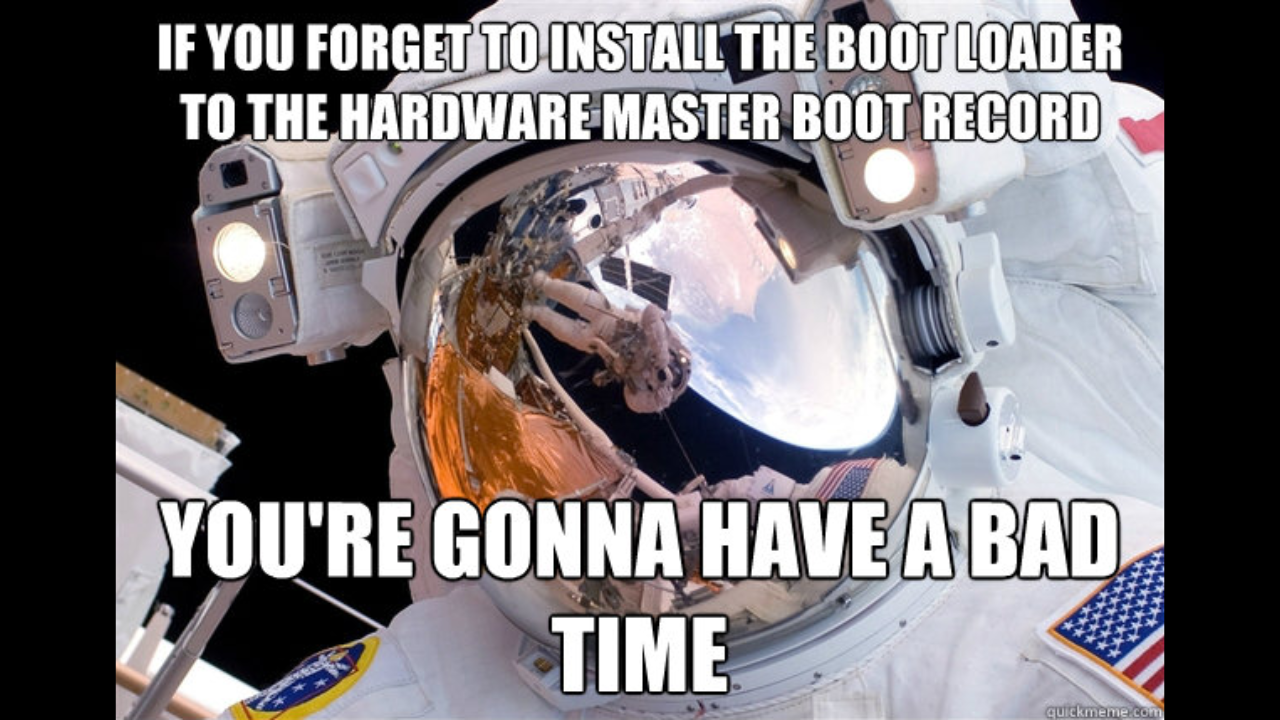 IF YOU FORGET TO INSTALL THE BOOT LOADER
TO THE HARDWARE MASTER BOOT RECORD
YOU'RE GONNA HAVE A BAD
TIME
quickmeme.com